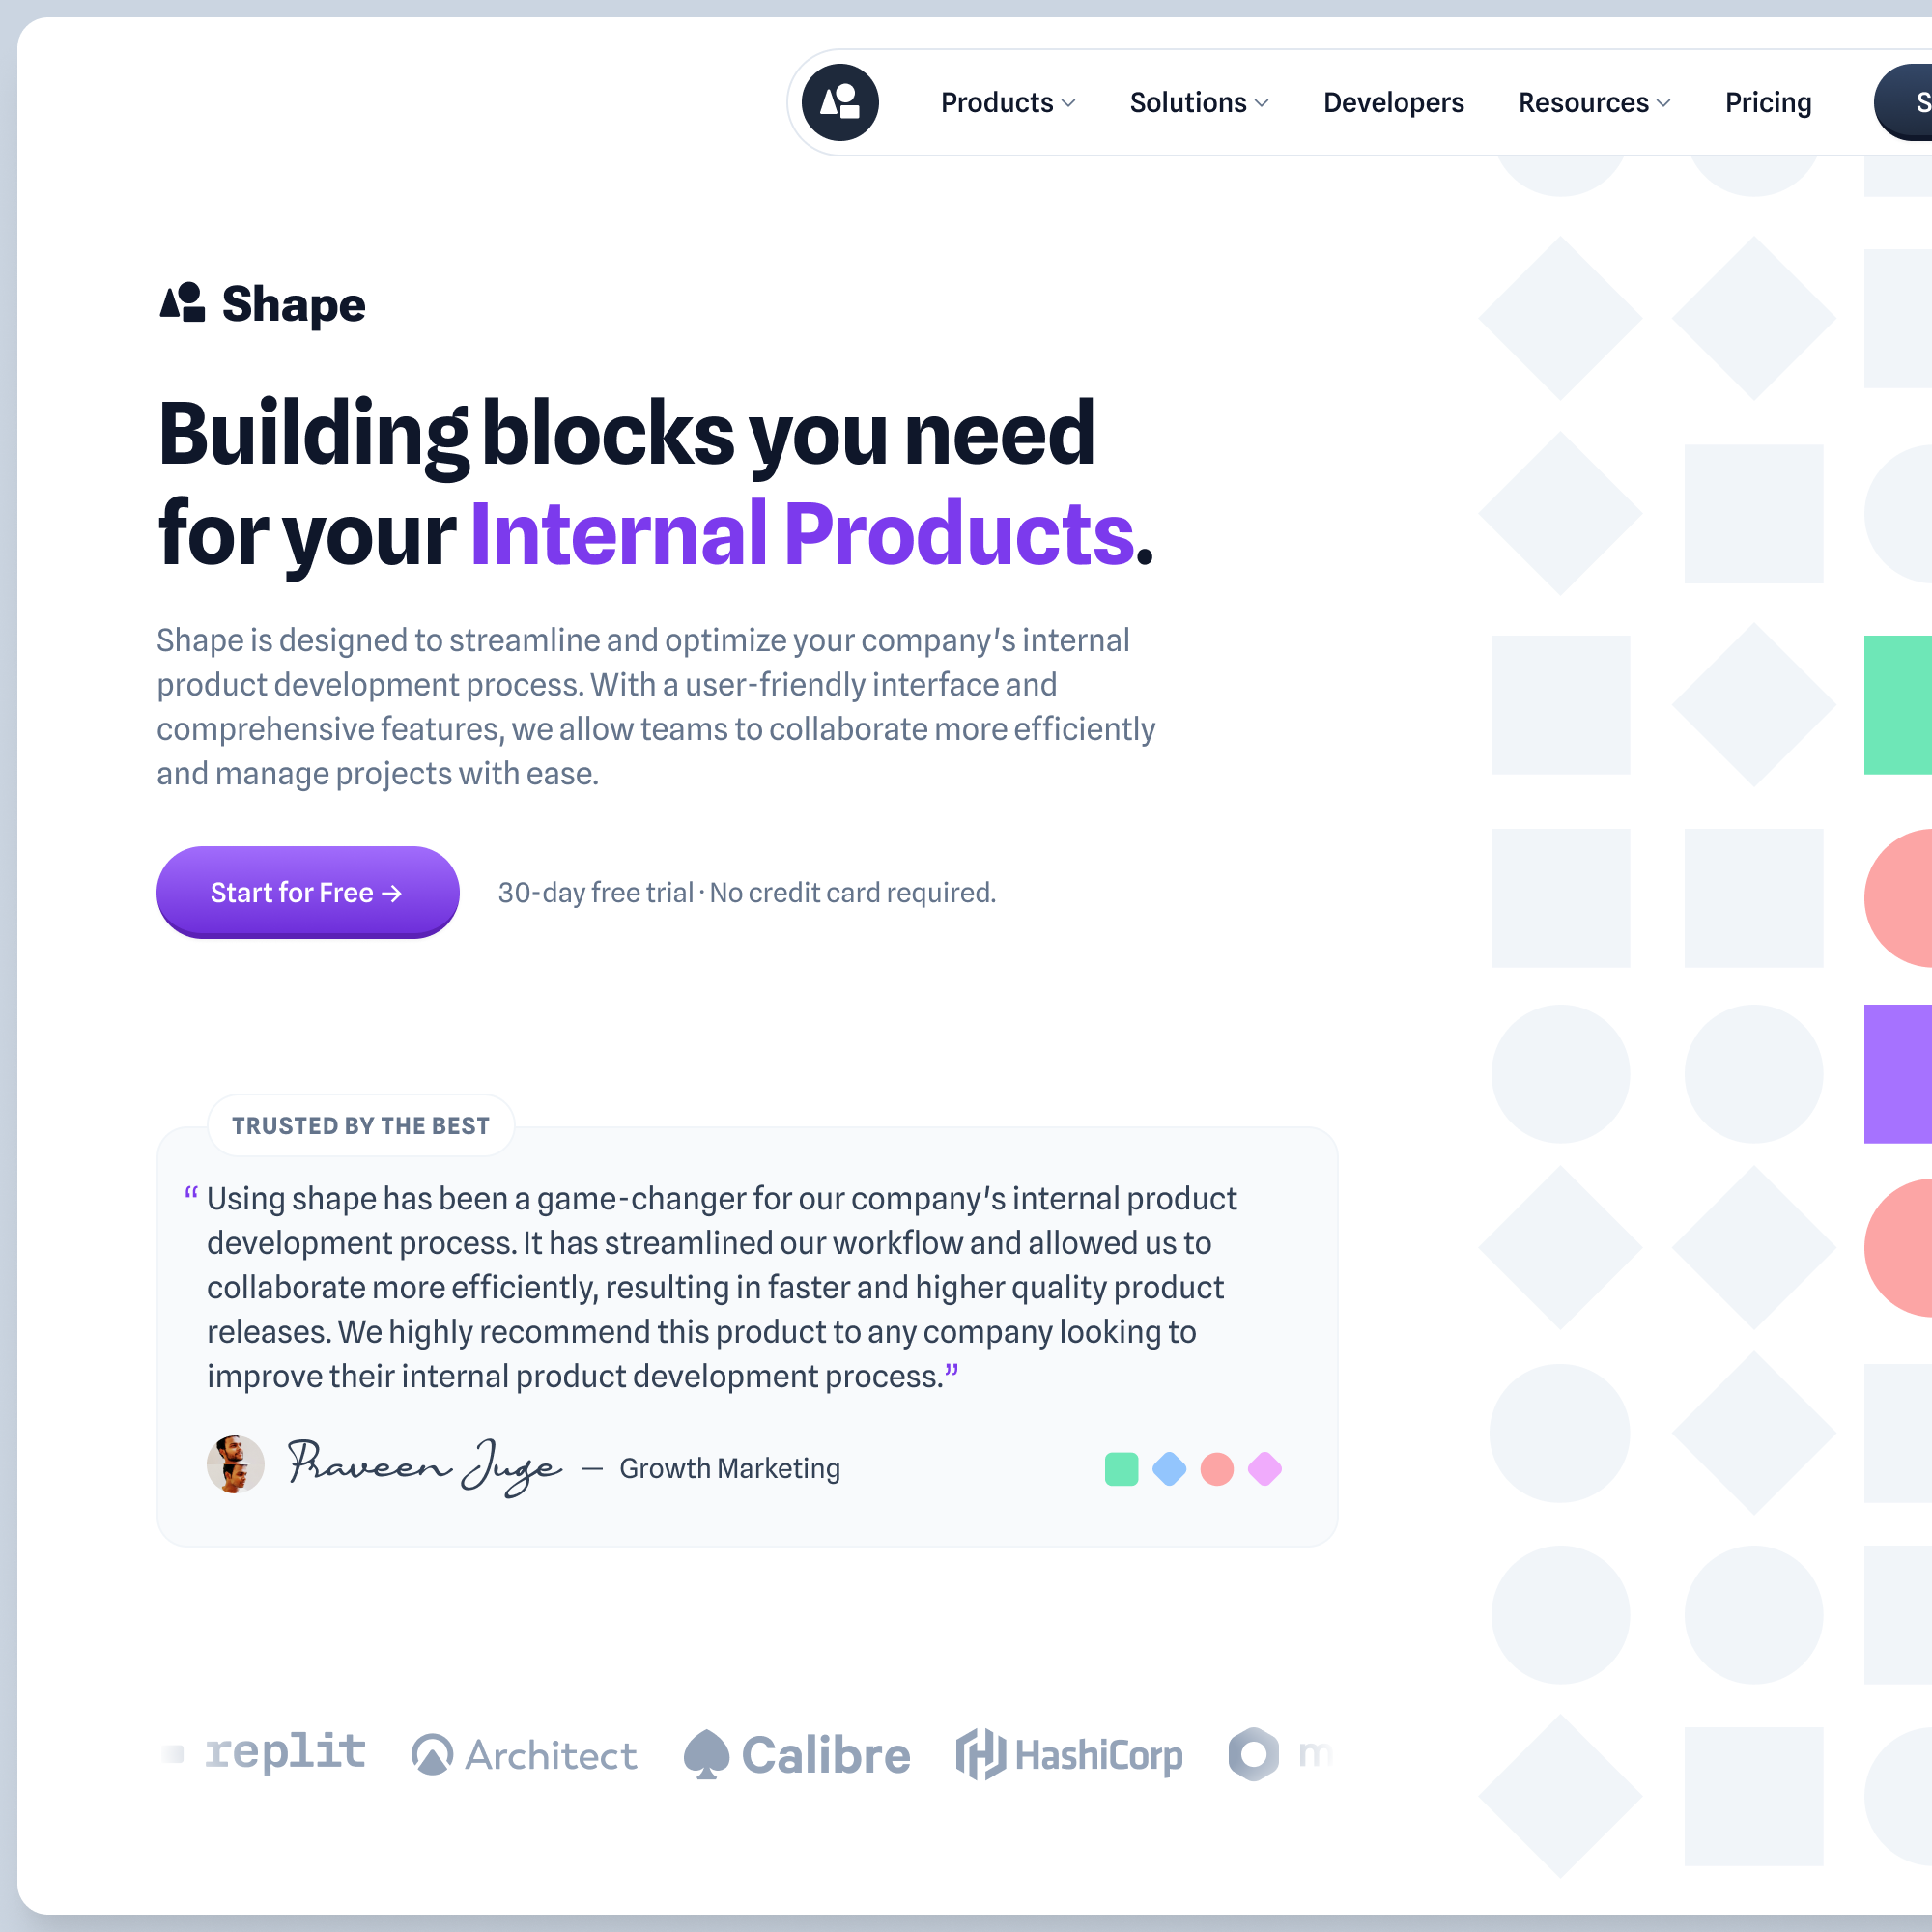 Products Solutions Developers Resources Pricing
Shape
Building blocks you need
for your Internal Products.
Shape is designed to streamline and optimize your company's internal
product development process. With a user-friendly interface and
comprehensive features, we allow teams to collaborate more efficiently
and manage projects with ease.
Start for Free →
30-day free trial · No credit card required.
TRUSTED BY THE BEST
“ Using shape has been a game-changer for our company's internal product
development process. It has streamlined our workflow and allowed us to
collaborate more efficiently, resulting in faster and higher quality product
releases. We highly recommend this product to any company looking to
improve their internal product development process.”
Praveen Juge — Growth Marketing
replit Architect Calibre HashiCorp